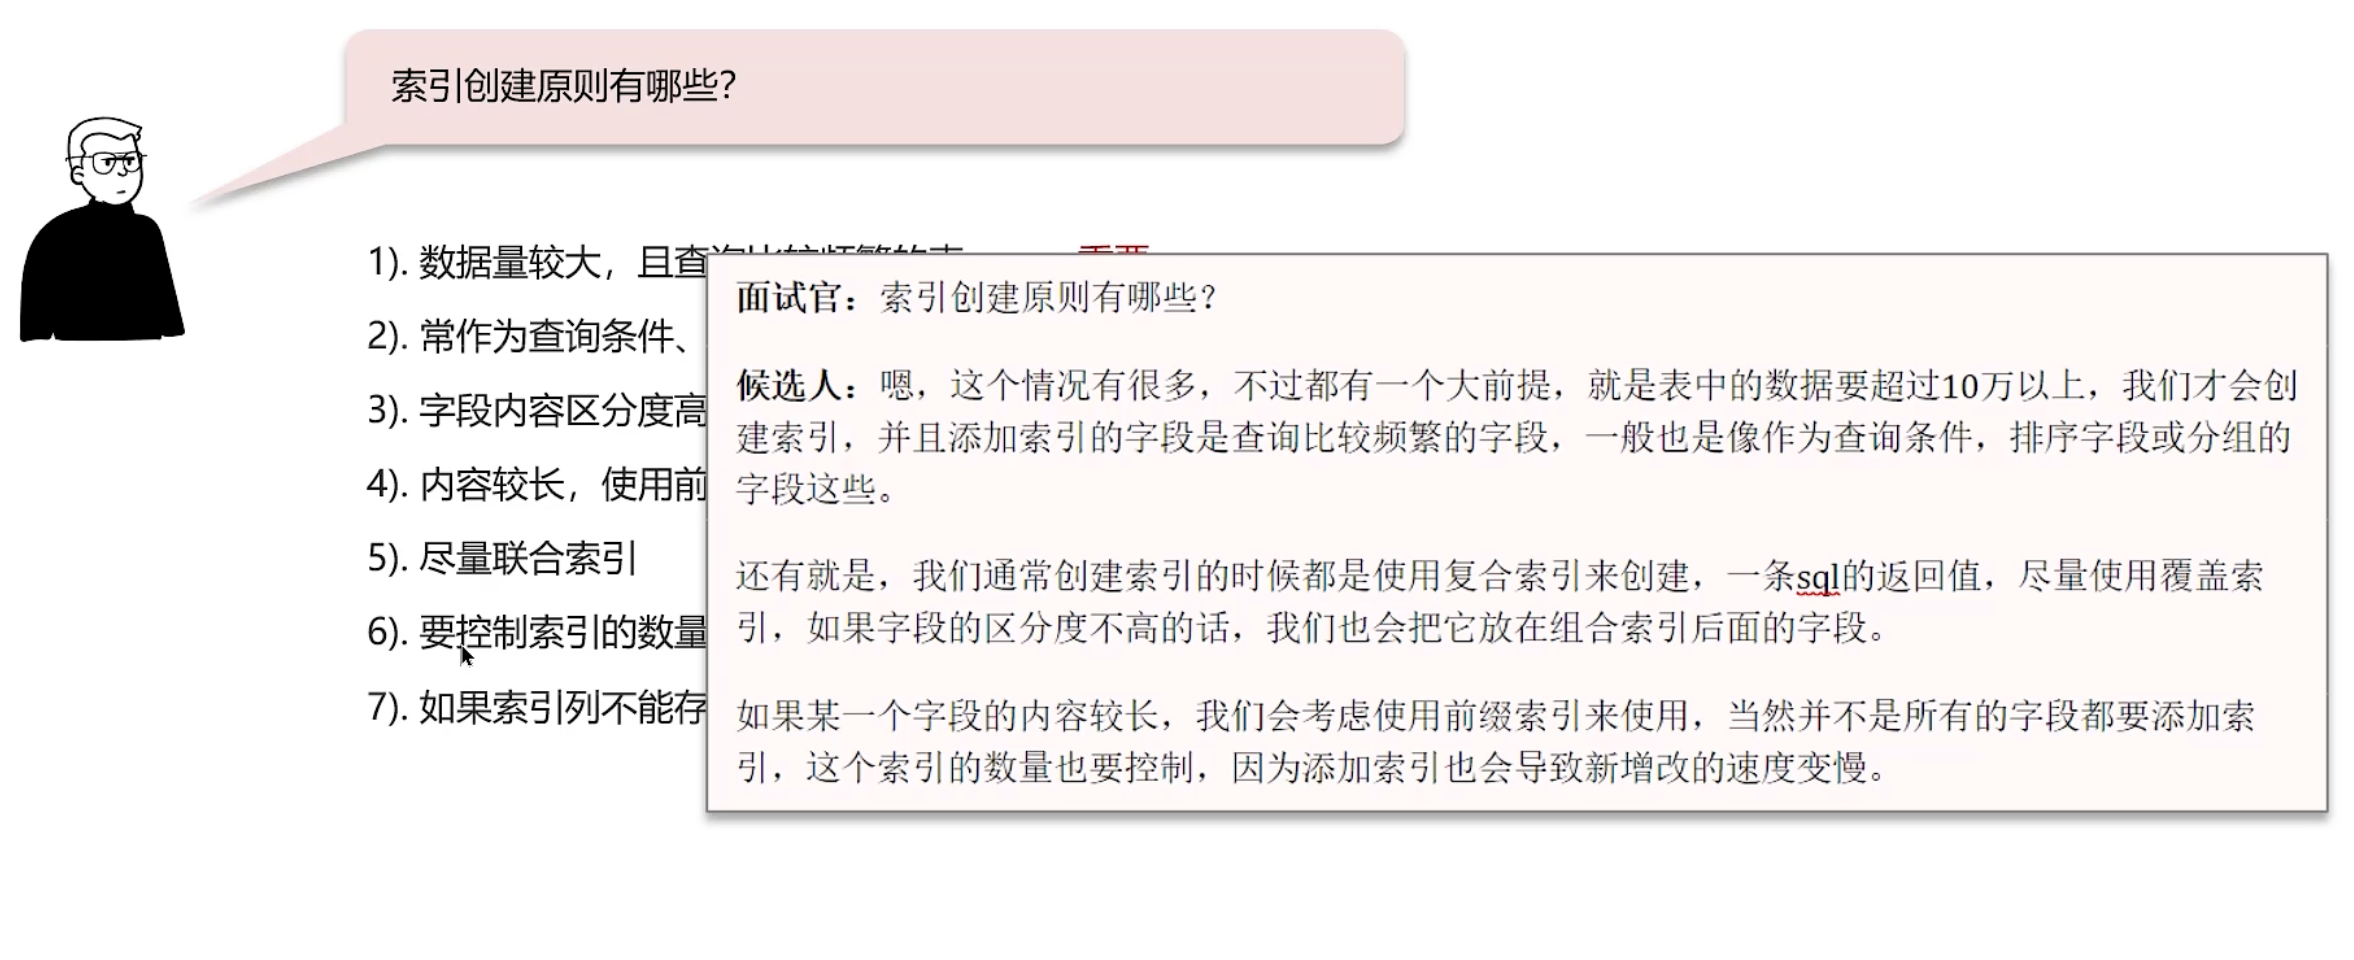 索引创建原则有哪些？
1). 数据量较大，且查询比较频繁的表 重要
2). 常作为查询条件、
3). 字段内容区分度高
4). 内容较长，使用前
5). 尽量联合索引
6). 要控制索引的数量
7). 如果索引列不能存
面试官：索引创建原则有哪些？
候选人：嗯，这个情况有很多，不过都有一个大前提，就是表中的数据要超过10万以上，我们才会创
建索引，并且添加索引的字段是查询比较频繁的字段，一般也是像作为查询条件，排序字段或分组的
字段这些。
还有就是，我们通常创建索引的时候都是使用复合索引来创建，一条sql的返回值，尽量使用覆盖索
引，如果字段的区分度不高的话，我们也会把它放在组合索引后面的字段。
如果某一个字段的内容较长，我们会考虑使用前缀索引来使用，当然并不是所有的字段都要添加索
引，这个索引的数量也要控制，因为添加索引也会导致新增改的速度变慢。